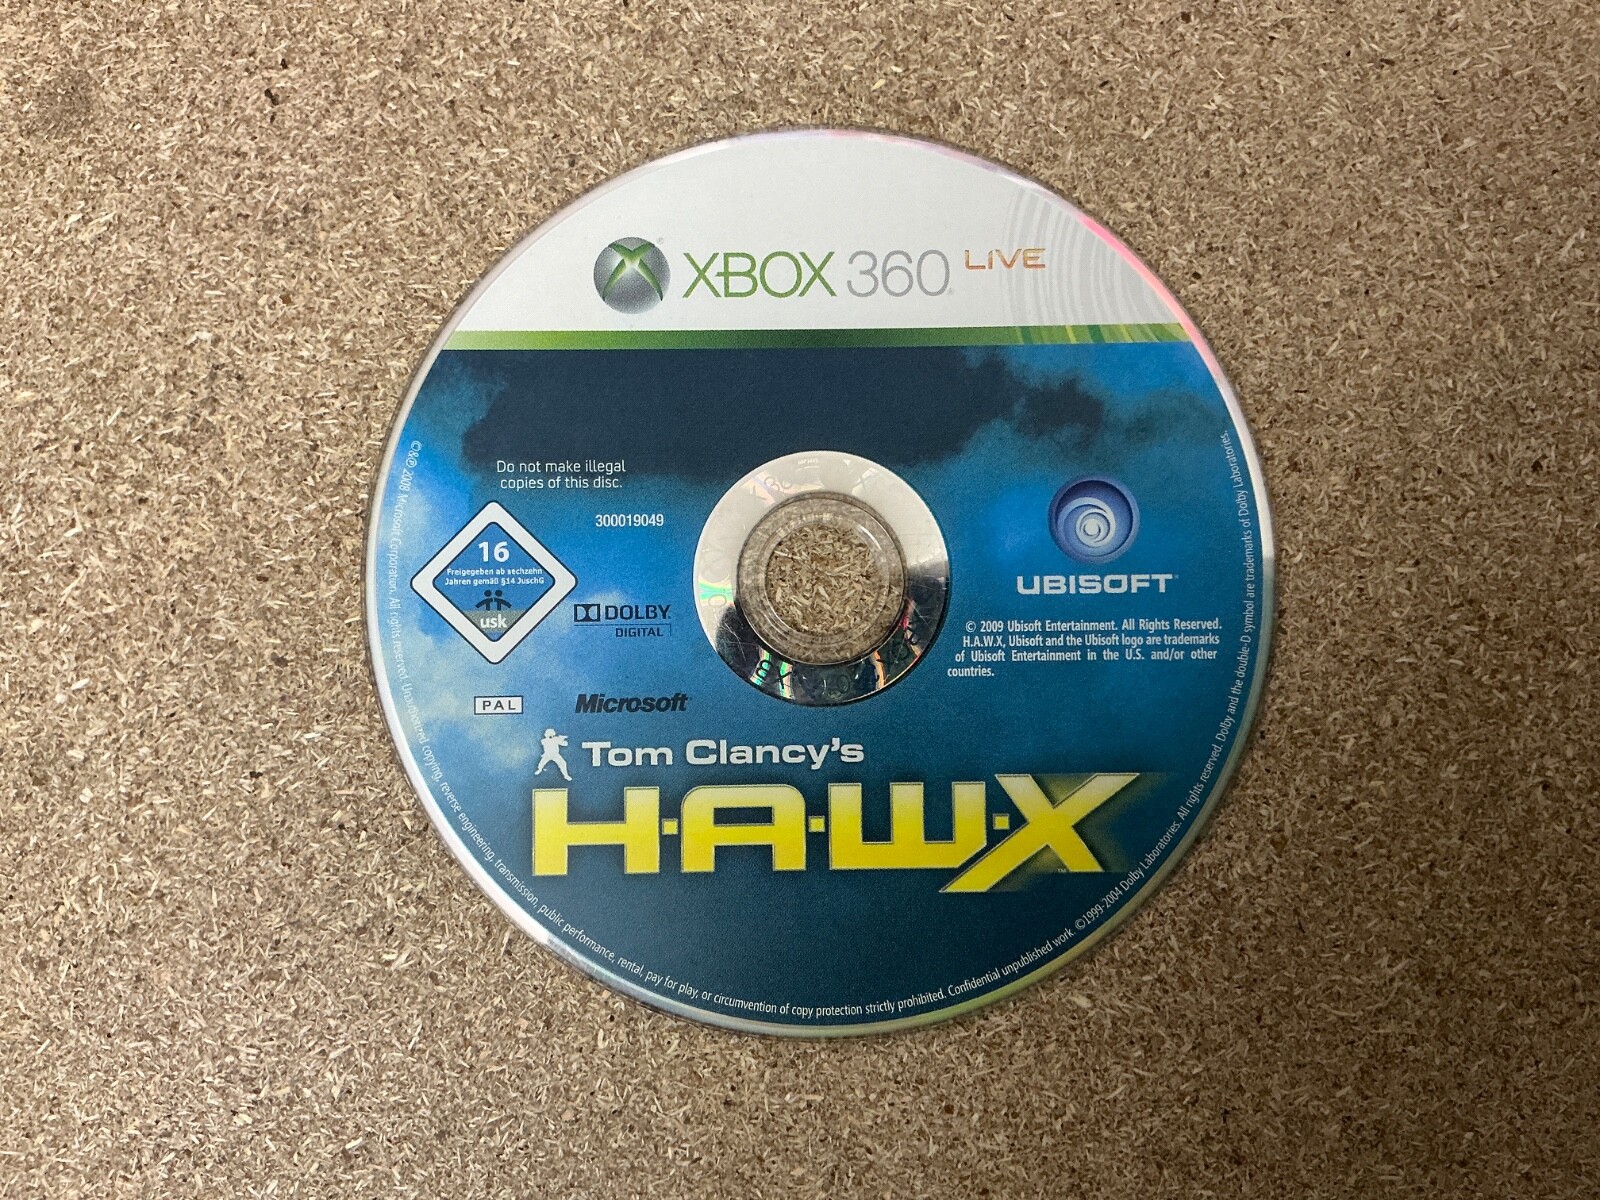 XBOX 360 LIVE
Do not make illegal
copies of this disc.
300019049
16
Freigegeben ab sechzehn
Jahren gemäß §14 JuSchG
usk
DOLBY
DIGITAL
PAL
Microsoft
UBISOFT
© 2009 Ubisoft Entertainment. All Rights Reserved.
H.A.W.X, Ubisoft and the Ubisoft logo are trademarks
of Ubisoft Entertainment in the U.S. and/or other
countries.
Tom Clancy's
H·A·W·X™
©&℗ 2008 Microsoft Corporation. All rights reserved. Unauthorized copying, reverse engineering, transmission, public performance, rental, pay for play, or circumvention of copy protection strictly prohibited. Confidential unpublished work. ©1999-2004 Dolby Laboratories. All rights reserved. Dolby and the double-D symbol are trademarks of Dolby Laboratories.